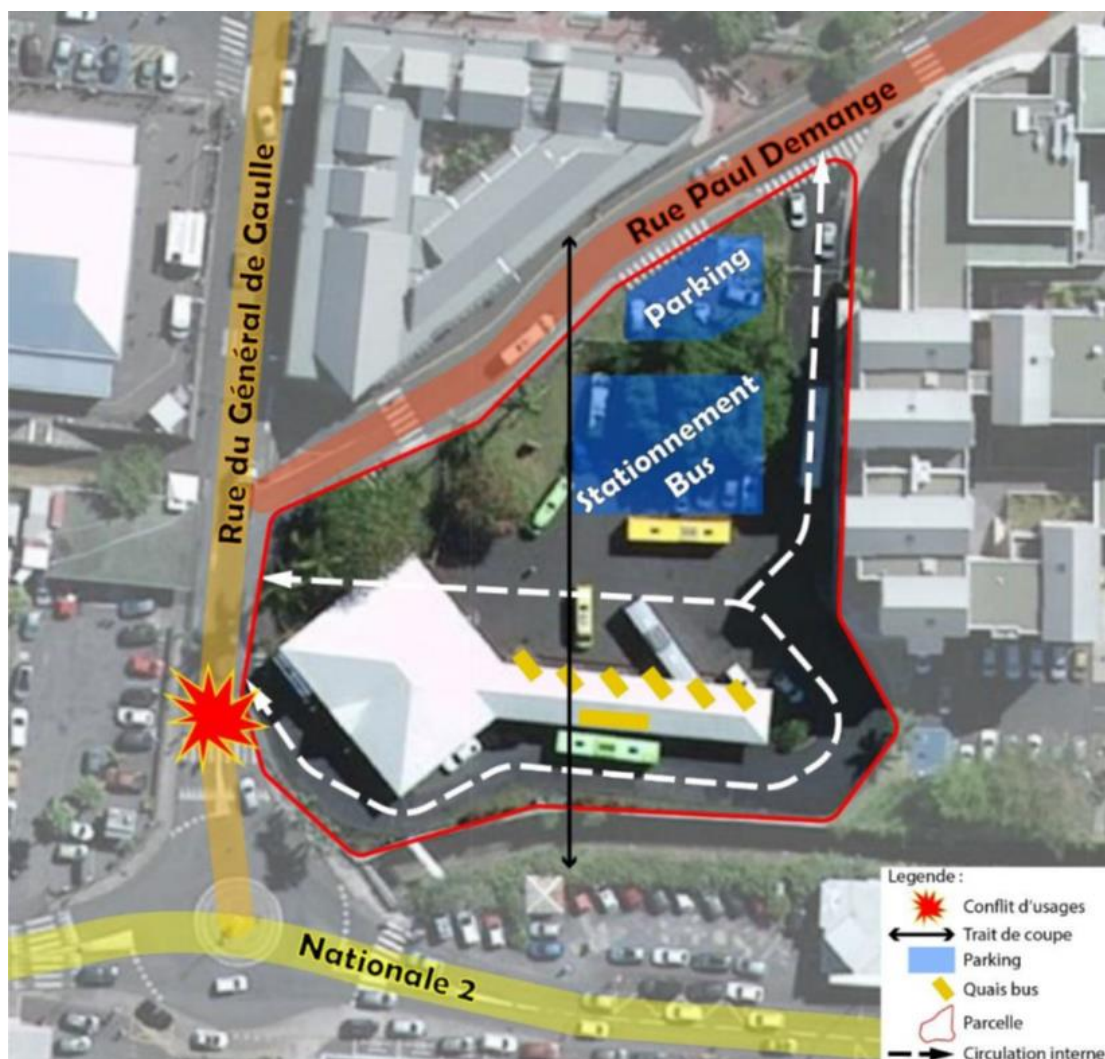 Rue du Général de Gaulle
Rue Paul Demange
Parking
Stationnement
Bus
Nationale 2
Legende :
Conflit d'usages
Trait de coupe
Parking
Quais bus
Parcelle
Circulation interne